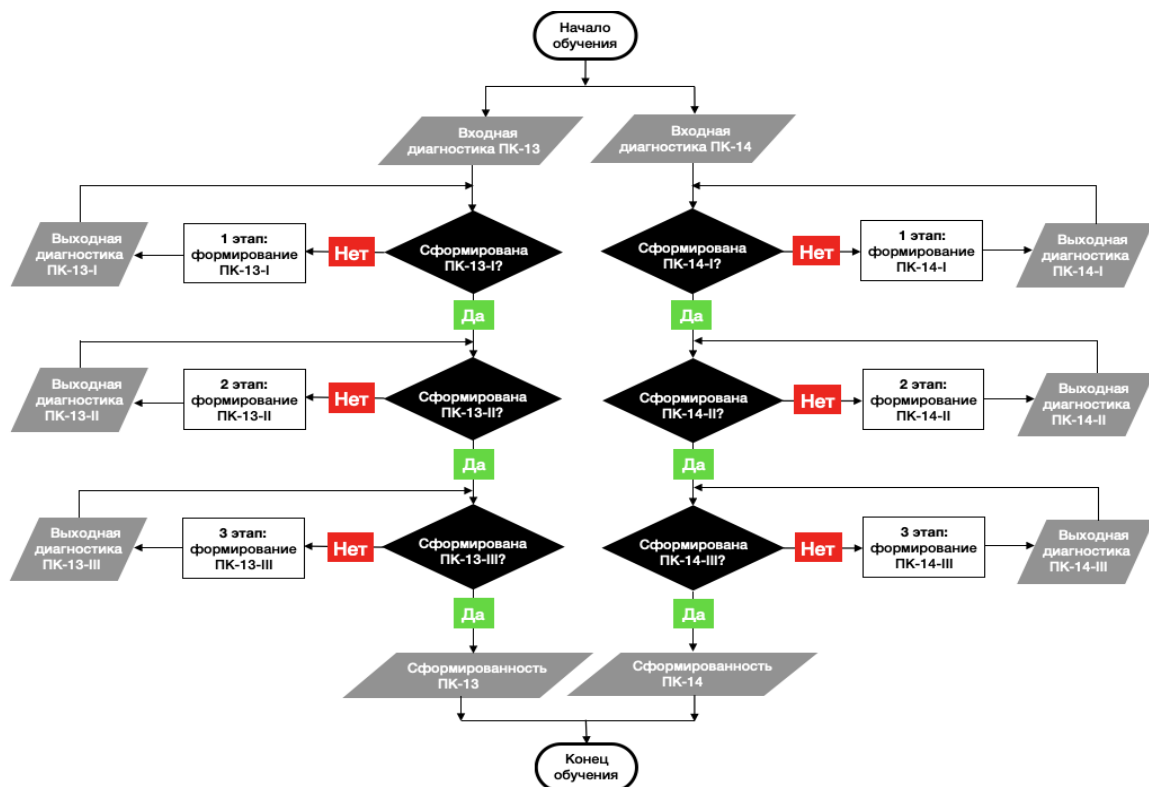 Начало
обучения
Входная
диагностика ПК-13
Входная
диагностика ПК-14
Выходная
диагностика
ПК-13-I
1 этап:
формирование
ПК-13-I
Нет
Сформирована
ПК-13-I?
Сформирована
ПК-14-I?
Нет
1 этап:
формирование
ПК-14-I
Выходная
диагностика
ПК-14-I
Да
Да
Выходная
диагностика
ПК-13-II
2 этап:
формирование
ПК-13-II
Нет
Сформирована
ПК-13-II?
Сформирована
ПК-14-II?
Нет
2 этап:
формирование
ПК-14-II
Выходная
диагностика
ПК-14-II
Да
Да
Выходная
диагностика
ПК-13-III
3 этап:
формирование
ПК-13-III
Нет
Сформирована
ПК-13-III?
Сформирована
ПК-14-III?
Нет
3 этап:
формирование
ПК-14-III
Выходная
диагностика
ПК-14-III
Да
Да
Сформированность
ПК-13
Сформированность
ПК-14
Конец
обучения